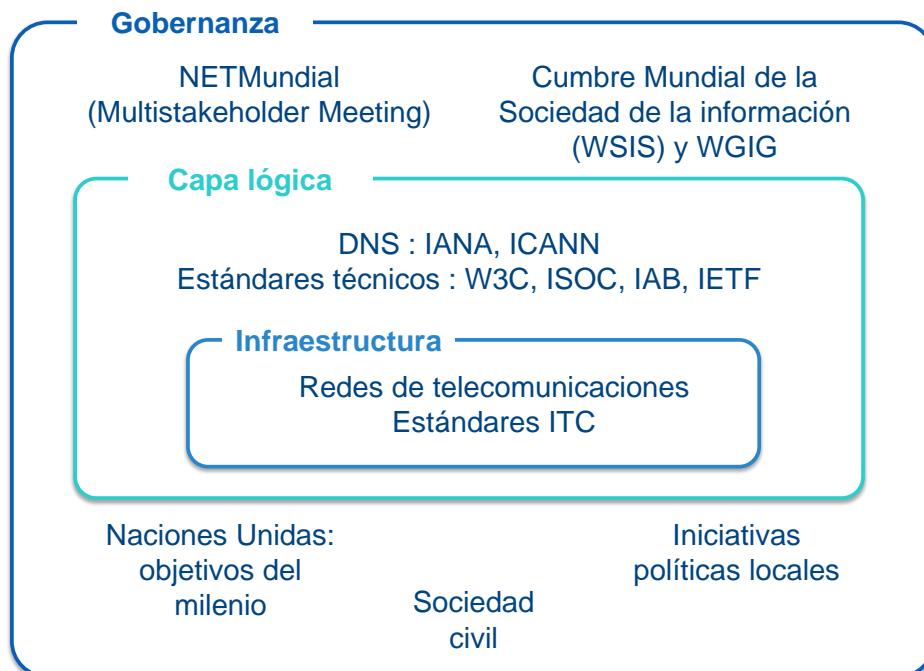 Gobernanza
NETMundial
(Multistakeholder Meeting)
Cumbre Mundial de la
Sociedad de la información
(WSIS) y WGIG
Capa lógica
DNS : IANA, ICANN
Estándares técnicos : W3C, ISOC, IAB, IETF
Infraestructura
Redes de telecomunicaciones
Estándares ITC
Naciones Unidas:
objetivos del
milenio
Sociedad
civil
Iniciativas
políticas locales